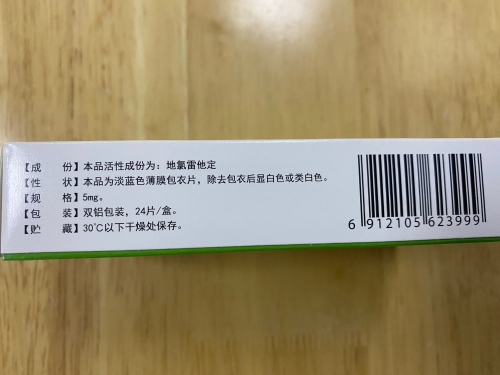 【成 份】本品活性成份为：地氯雷他定
【性 状】本品为淡蓝色薄膜包衣片，除去包衣后显白色或类白色。
【规 格】5mg。
【包 装】双铝包装，24片/盒。
【贮 藏】30℃以下干燥处保存。
6 912105 623999